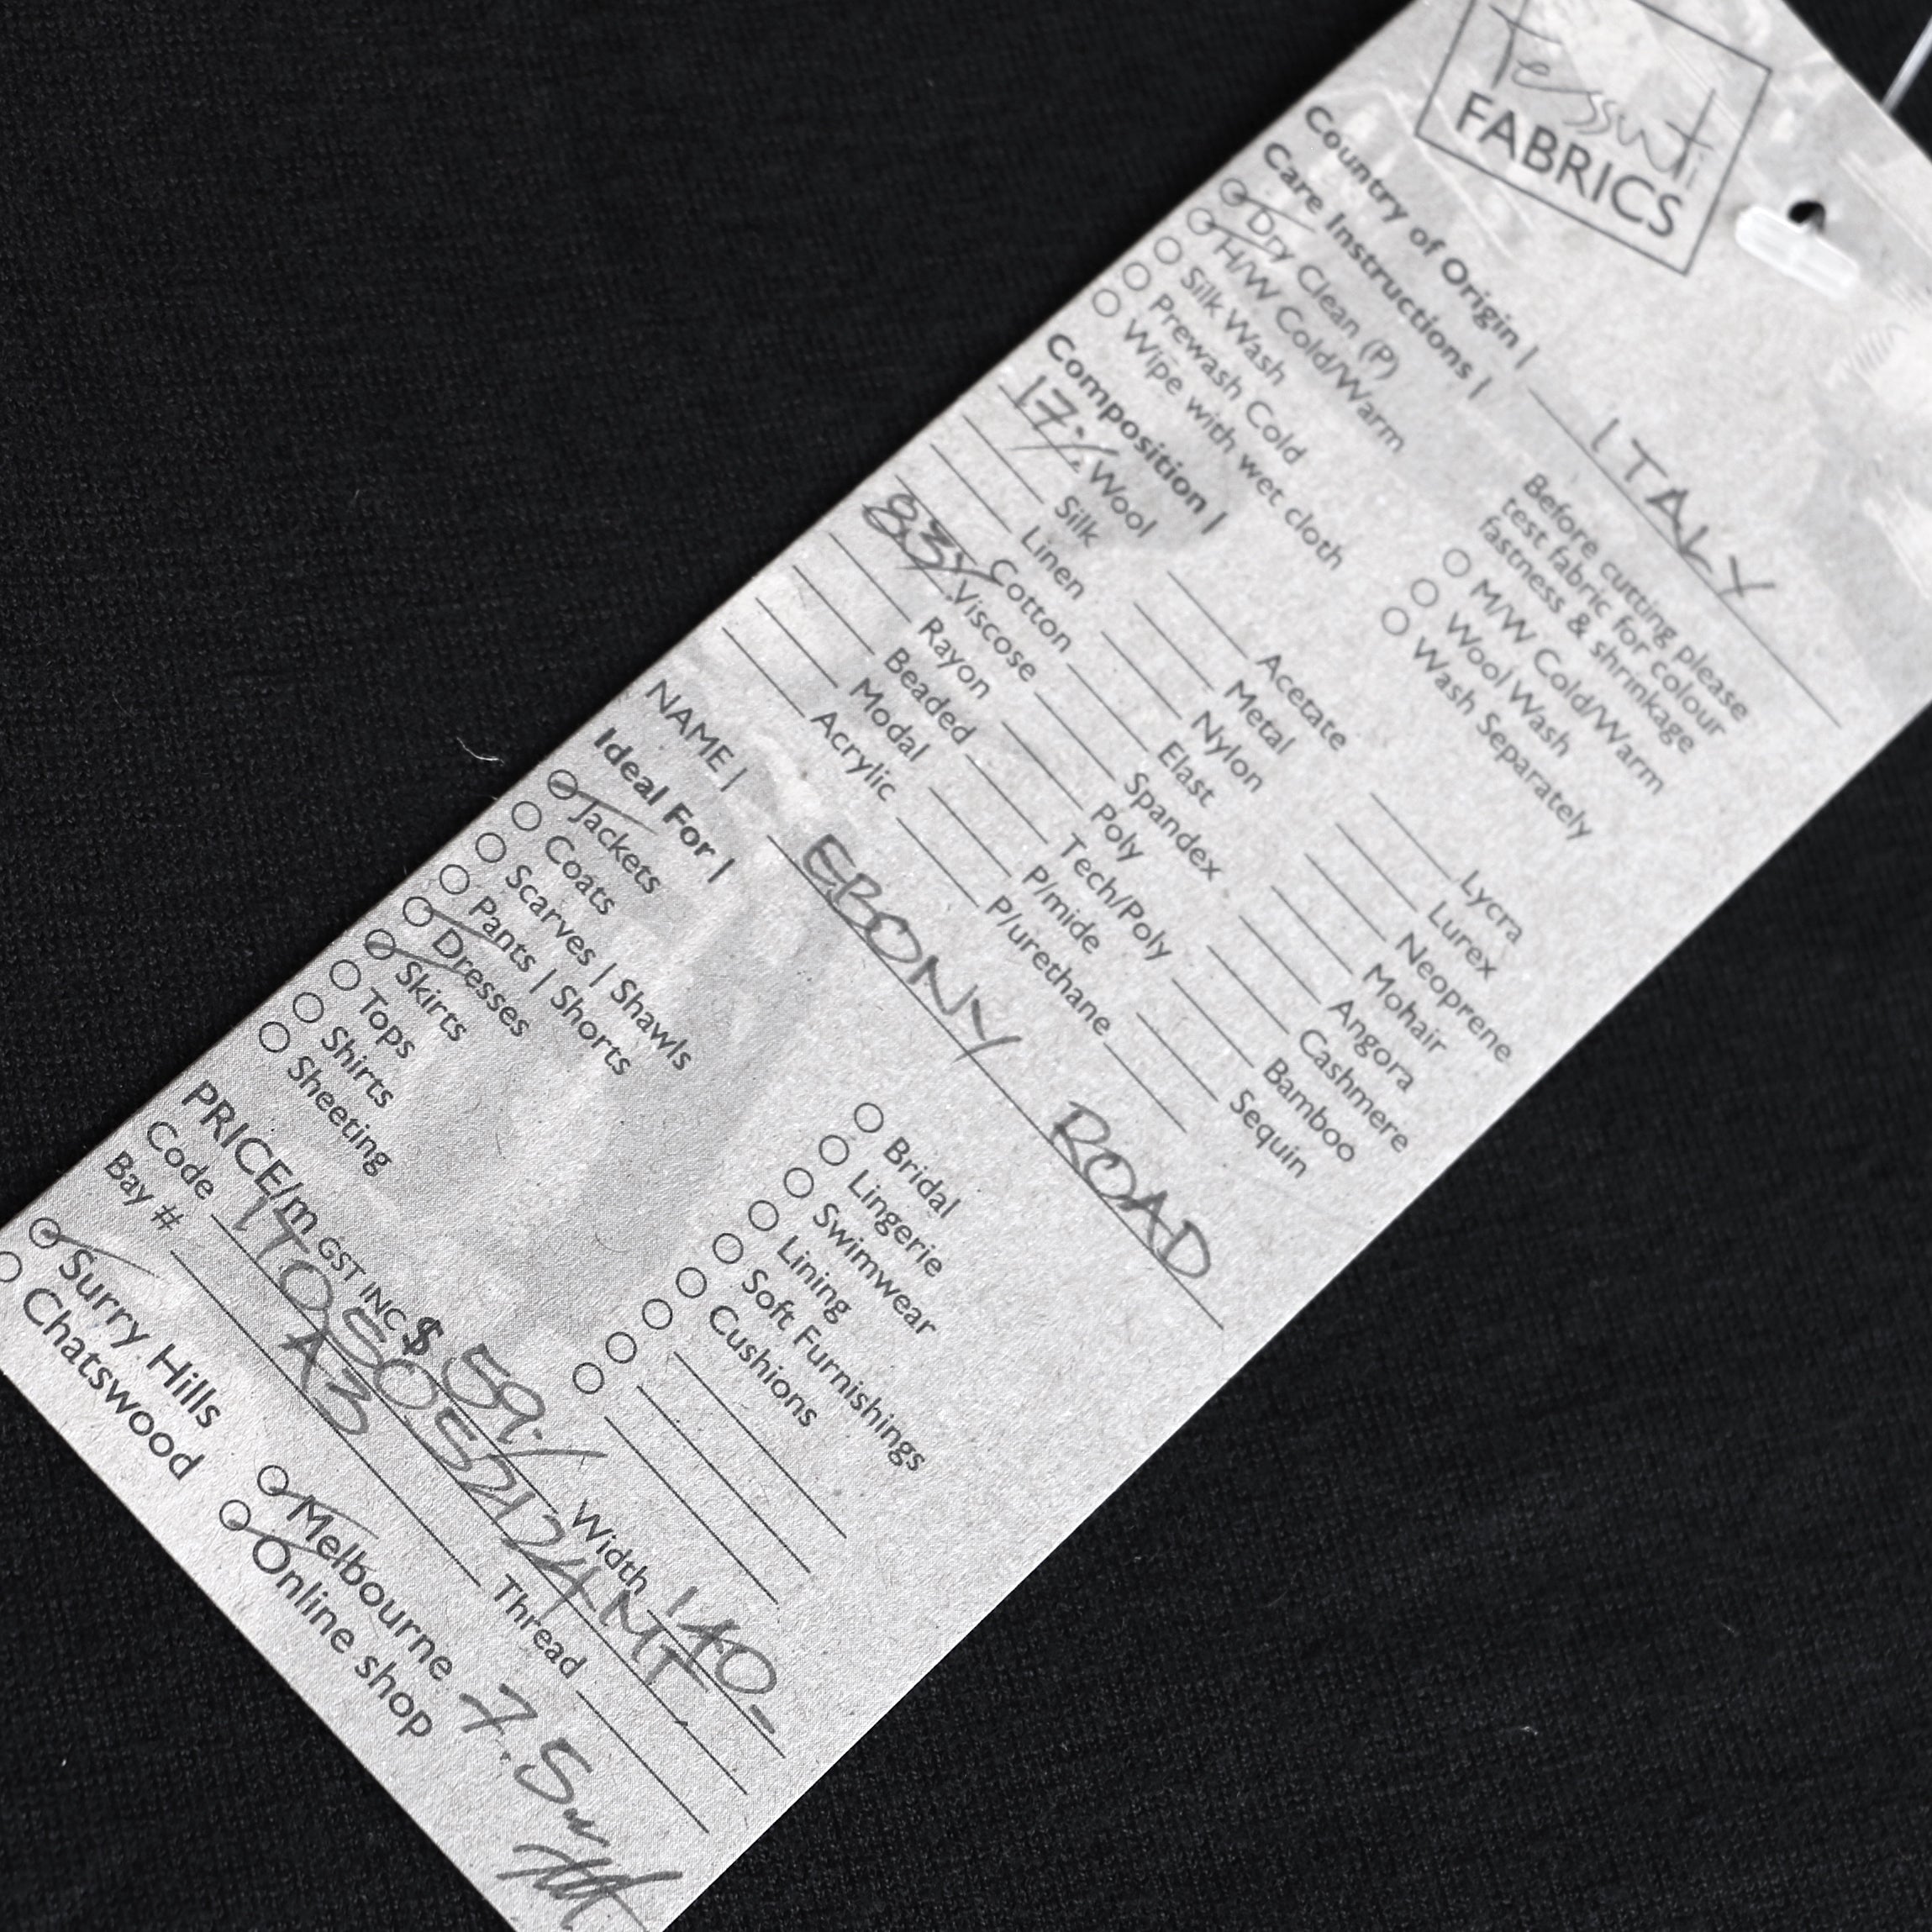 Tessuti
FABRICS
Country of Origin | ITALY
Care Instructions |
Before cutting please
test fabric for colour
fastness & shrinkage
Dry Clean (P)
H/W Cold/Warm
Silk Wash
Prewash Cold
Wipe with wet cloth
M/W Cold/Warm
Wool Wash
Wash Separately
Composition |
17% Wool
Silk
Linen
Cotton
83% Viscose
Rayon
Beaded
Modal
Acrylic
Acetate
Metal
Nylon
Elast
Spandex
Poly
Tech/Poly
P/mide
P/urethane
Lycra
Lurex
Neoprene
Mohair
Angora
Cashmere
Bamboo
Sequin
NAME | EBONY ROAD
Ideal For |
Jackets
Coats
Scarves | Shawls
Pants | Shorts
Dresses
Skirts
Tops
Shirts
Sheeting
Bridal
Lingerie
Swimwear
Lining
Soft Furnishings
Cushions
PRICE/m GST INC $ 59.- Width 140-
Code
Bay # A3 Thread
Surry Hills
Chatswood
Melbourne
Online shop
7.5m